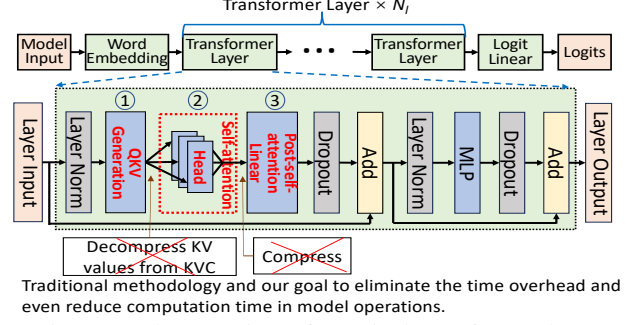 Transformer Layer × N_l
Model
Input
Word
Embedding
Transformer
Layer
•••
Transformer
Layer
Logit
Linear
Logits
Layer Input
Layer Norm
①
QKV
Generation
②
Head
Self-attention
③
Post-self-
attention
Linear
Dropout
Add
Layer Norm
MLP
Dropout
Add
Layer Output
Decompress KV
values from KVC
Compress
Traditional methodology and our goal to eliminate the time overhead and
even reduce computation time in model operations.